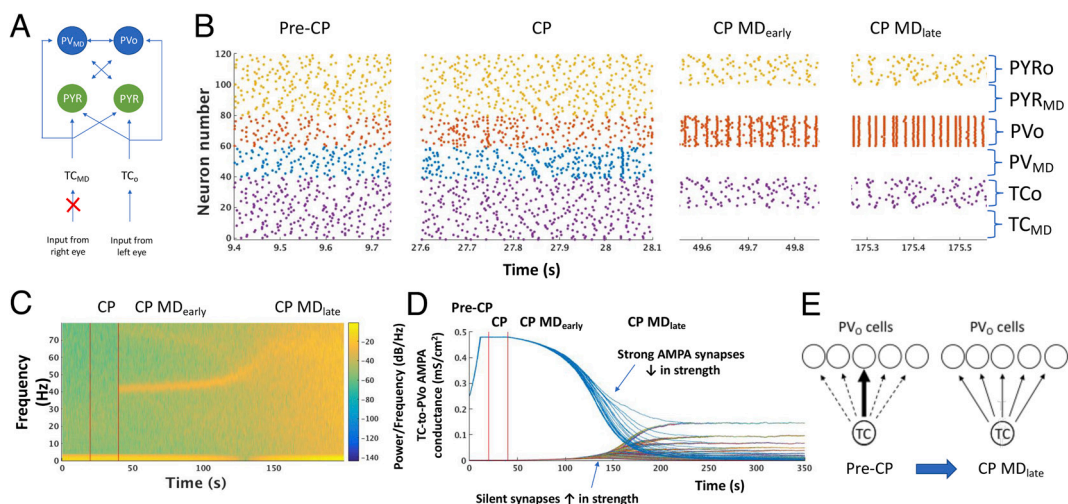 A
PV_MD
PVo
PYR
PYR
TC_MD
TC_o
Input from
right eye
Input from
left eye
B
Pre-CP
CP
CP MD_early
CP MD_late
Neuron number
120
100
80
60
40
20
0
9.4
9.5
9.6
9.7
27.6
27.7
27.8
27.9
28
28.1
49.6
49.7
49.8
175.3
175.4
175.5
Time (s)
PYRo
PYR_MD
PVo
PV_MD
TCo
TC_MD
C
CP
CP MD_early
CP MD_late
Frequency
(Hz)
70
60
50
40
30
20
10
0
0
50
100
150
Time (s)
0
-20
-40
-60
-80
-100
-120
-140
Power/Frequency (dB/Hz)
D
Pre-CP
CP
CP MD_early
CP MD_late
TC-to-PVo AMPA
conductance (mS/cm²)
0.5
0.4
0.3
0.2
0.1
0
0
50
100
150
200
250
300
350
Strong AMPA synapses
↓ in strength
Time (s)
Silent synapses ↑ in strength
E
PV_O cells
PV_O cells
TC
TC
Pre-CP
CP MD_late